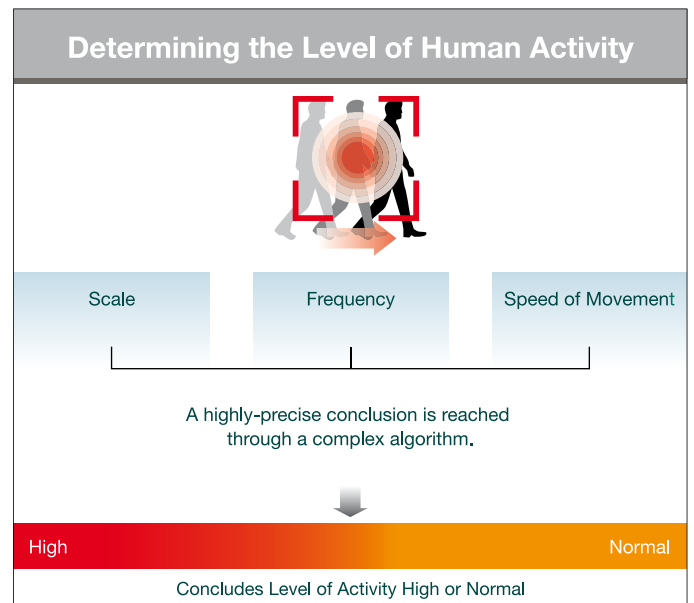 Determining the Level of Human Activity
Scale
Frequency
Speed of Movement
A highly-precise conclusion is reached
through a complex algorithm.
High
Normal
Concludes Level of Activity High or Normal